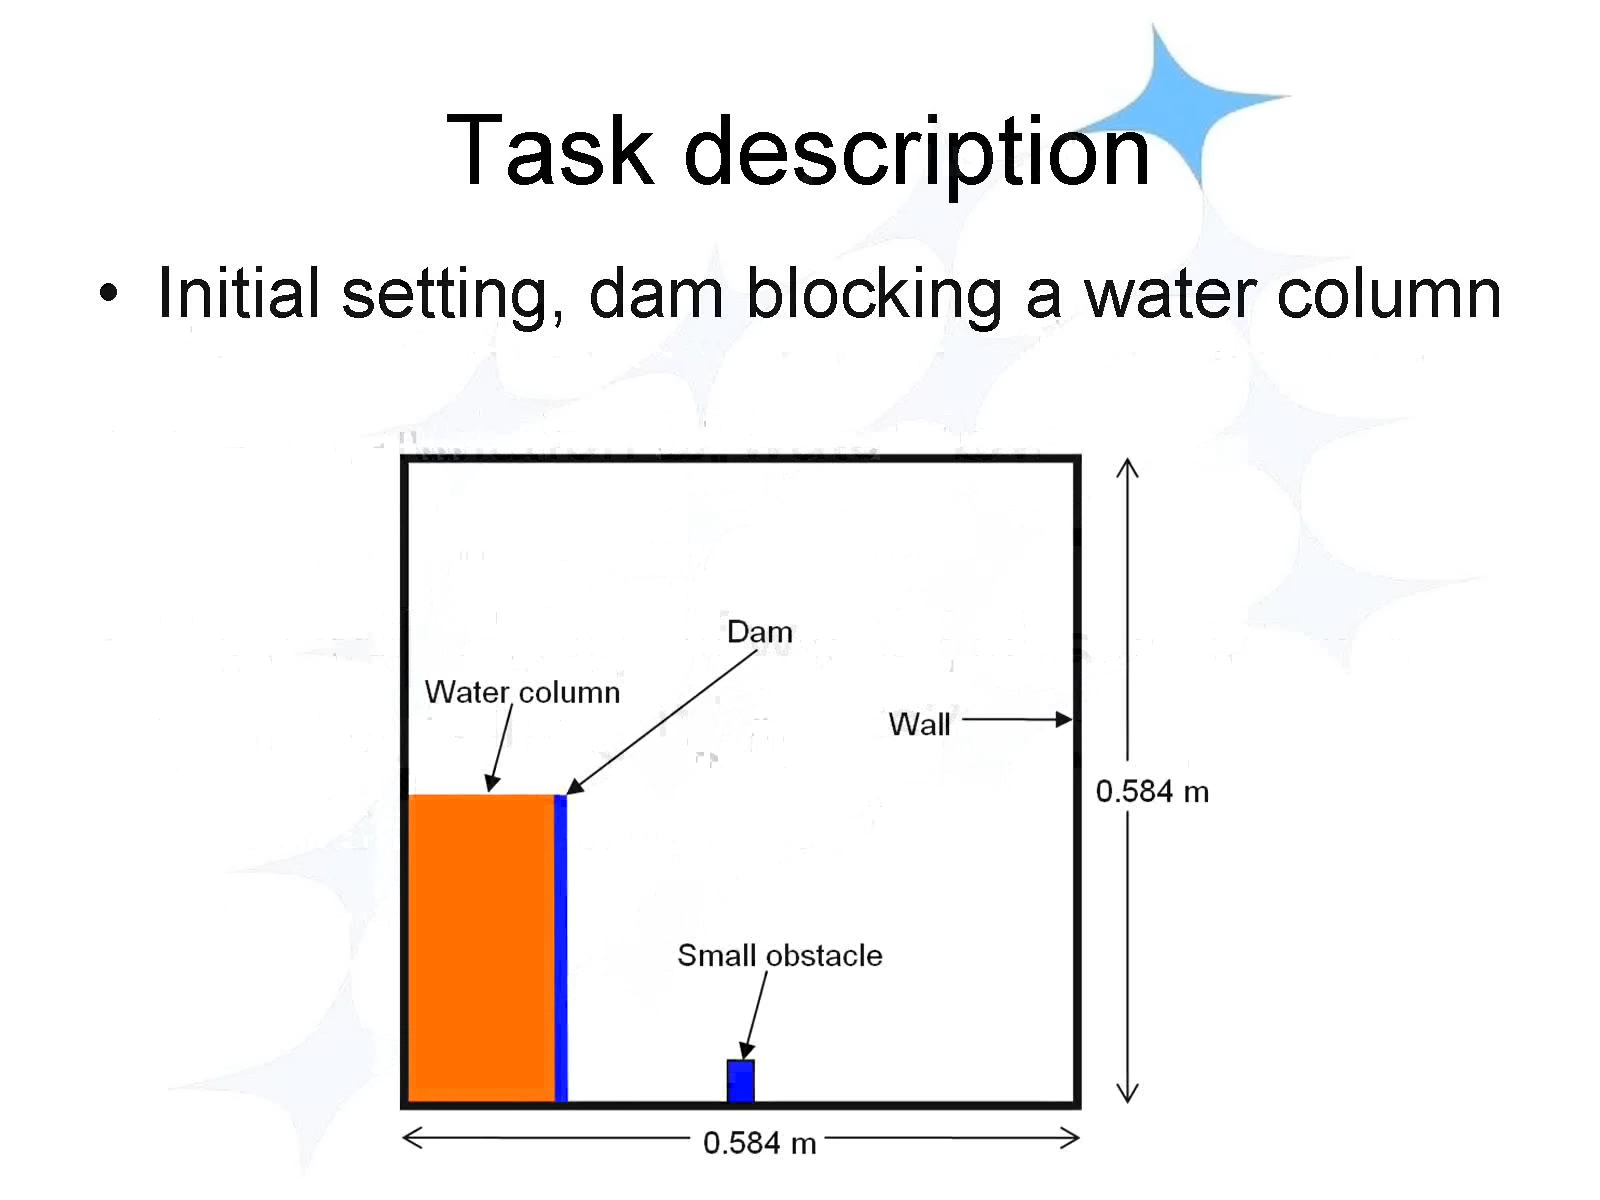 Task description
• Initial setting, dam blocking a water column
Dam
Water column
Wall
0.584 m
Small obstacle
0.584 m